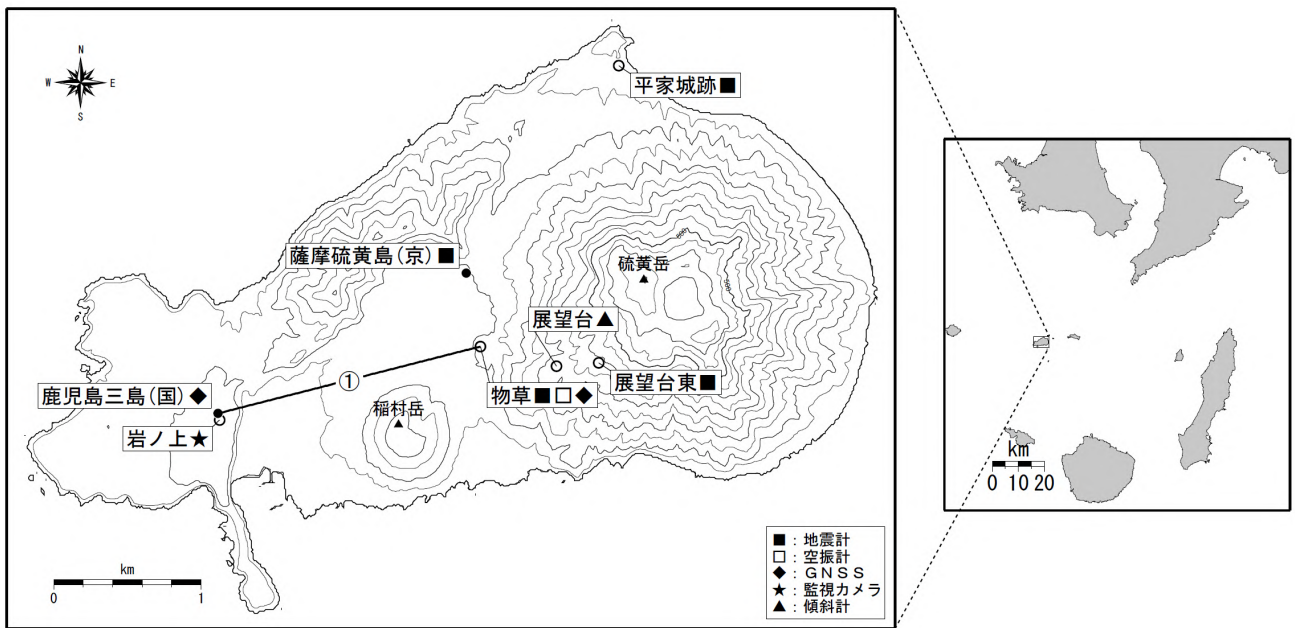 N
W E
S
平家城跡■
薩摩硫黄島(京)■
硫黄岳
展望台▲
①
鹿児島三島(国)◆
物草■□◆
展望台東■
稲村岳
岩ノ上★
km
0 1
■：地震計
□：空振計
◆：ＧＮＳＳ
★：監視カメラ
▲：傾斜計
km
0 10 20